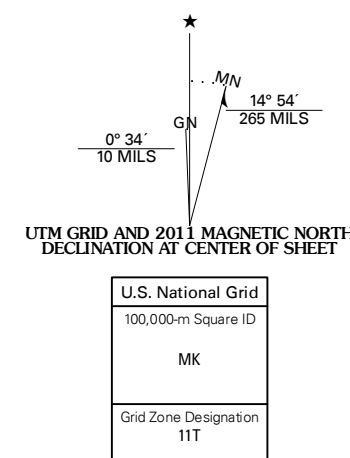 MN
14° 54´
265 MILS
GN
0° 34´
10 MILS
UTM GRID AND 2011 MAGNETIC NORTH
DECLINATION AT CENTER OF SHEET
U.S. National Grid
100,000-m Square ID
MK
Grid Zone Designation
11T